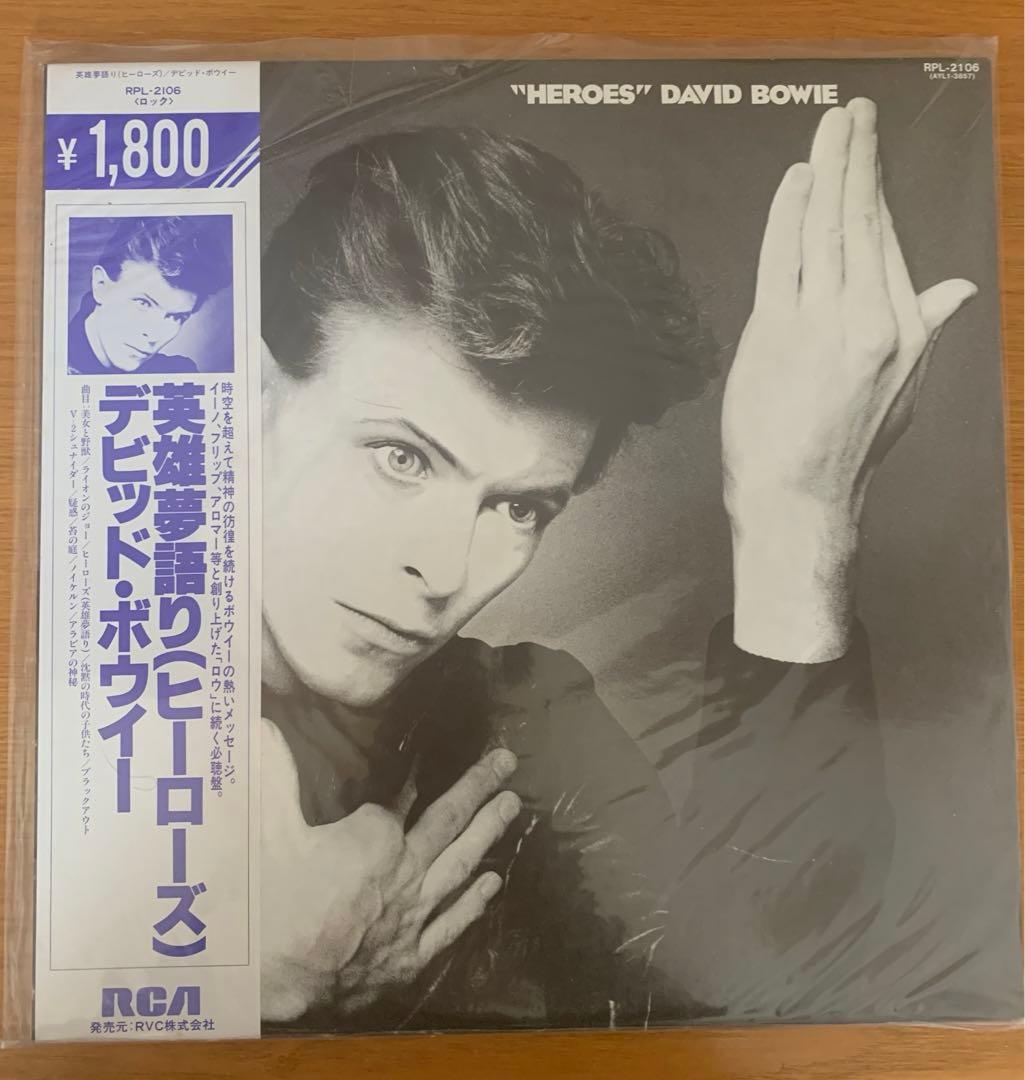 英雄夢語り(ヒーローズ)/デビッド・ボウイー
RPL-2106
〈ロック〉
¥1,800
時空を超えて精神の彷徨を続けるボウイーの熱いメッセージ。
イーノ、フリップ、アロマー等と創り上げた「ロウ」に続く必聴盤。
英雄夢語り(ヒーローズ)
デビッド・ボウイー
曲目:美女と野獣/ライオンのジョー/ヒーローズ(英雄夢語り)/沈黙の時代の子供たち/ブラックアウト
V-2シュナイダー/疑惑/苔の庭/ノイケルン/アラビアの神秘
RCA
発売元:RVC株式会社
"HEROES" DAVID BOWIE
RPL-2106
(AYL1-3857)